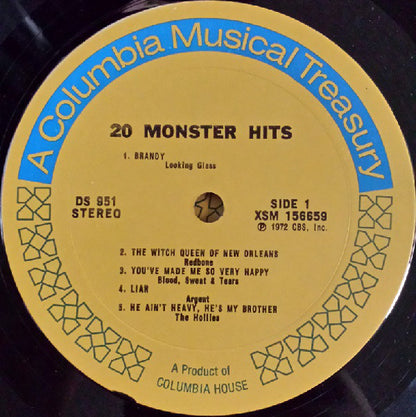 A Columbia Musical Treasury
20 MONSTER HITS
1. BRANDY
Looking Glass
DS 951
STEREO
SIDE 1
XSM 156659
℗ 1972 CBS, Inc.
2. THE WITCH QUEEN OF NEW ORLEANS
Redbone
3. YOU'VE MADE ME SO VERY HAPPY
Blood, Sweat & Tears
4. LIAR
Argent
5. HE AIN'T HEAVY, HE'S MY BROTHER
The Hollies
A Product of
COLUMBIA HOUSE